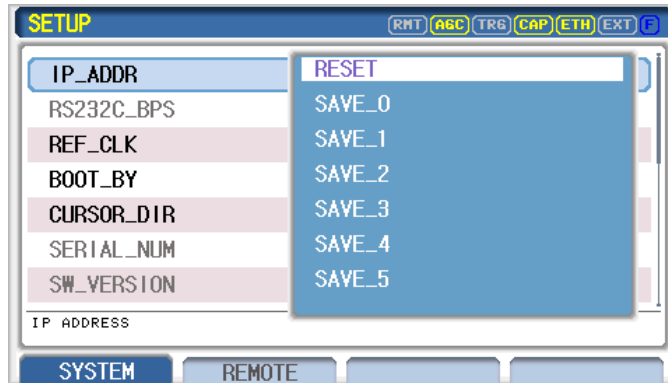 SETUP
RMT AGC TRG CAP ETH EXT F
IP_ADDR
RS232C_BPS
REF_CLK
BOOT_BY
CURSOR_DIR
SERIAL_NUM
SW_VERSION
RESET
SAVE_0
SAVE_1
SAVE_2
SAVE_3
SAVE_4
SAVE_5
IP ADDRESS
SYSTEM
REMOTE